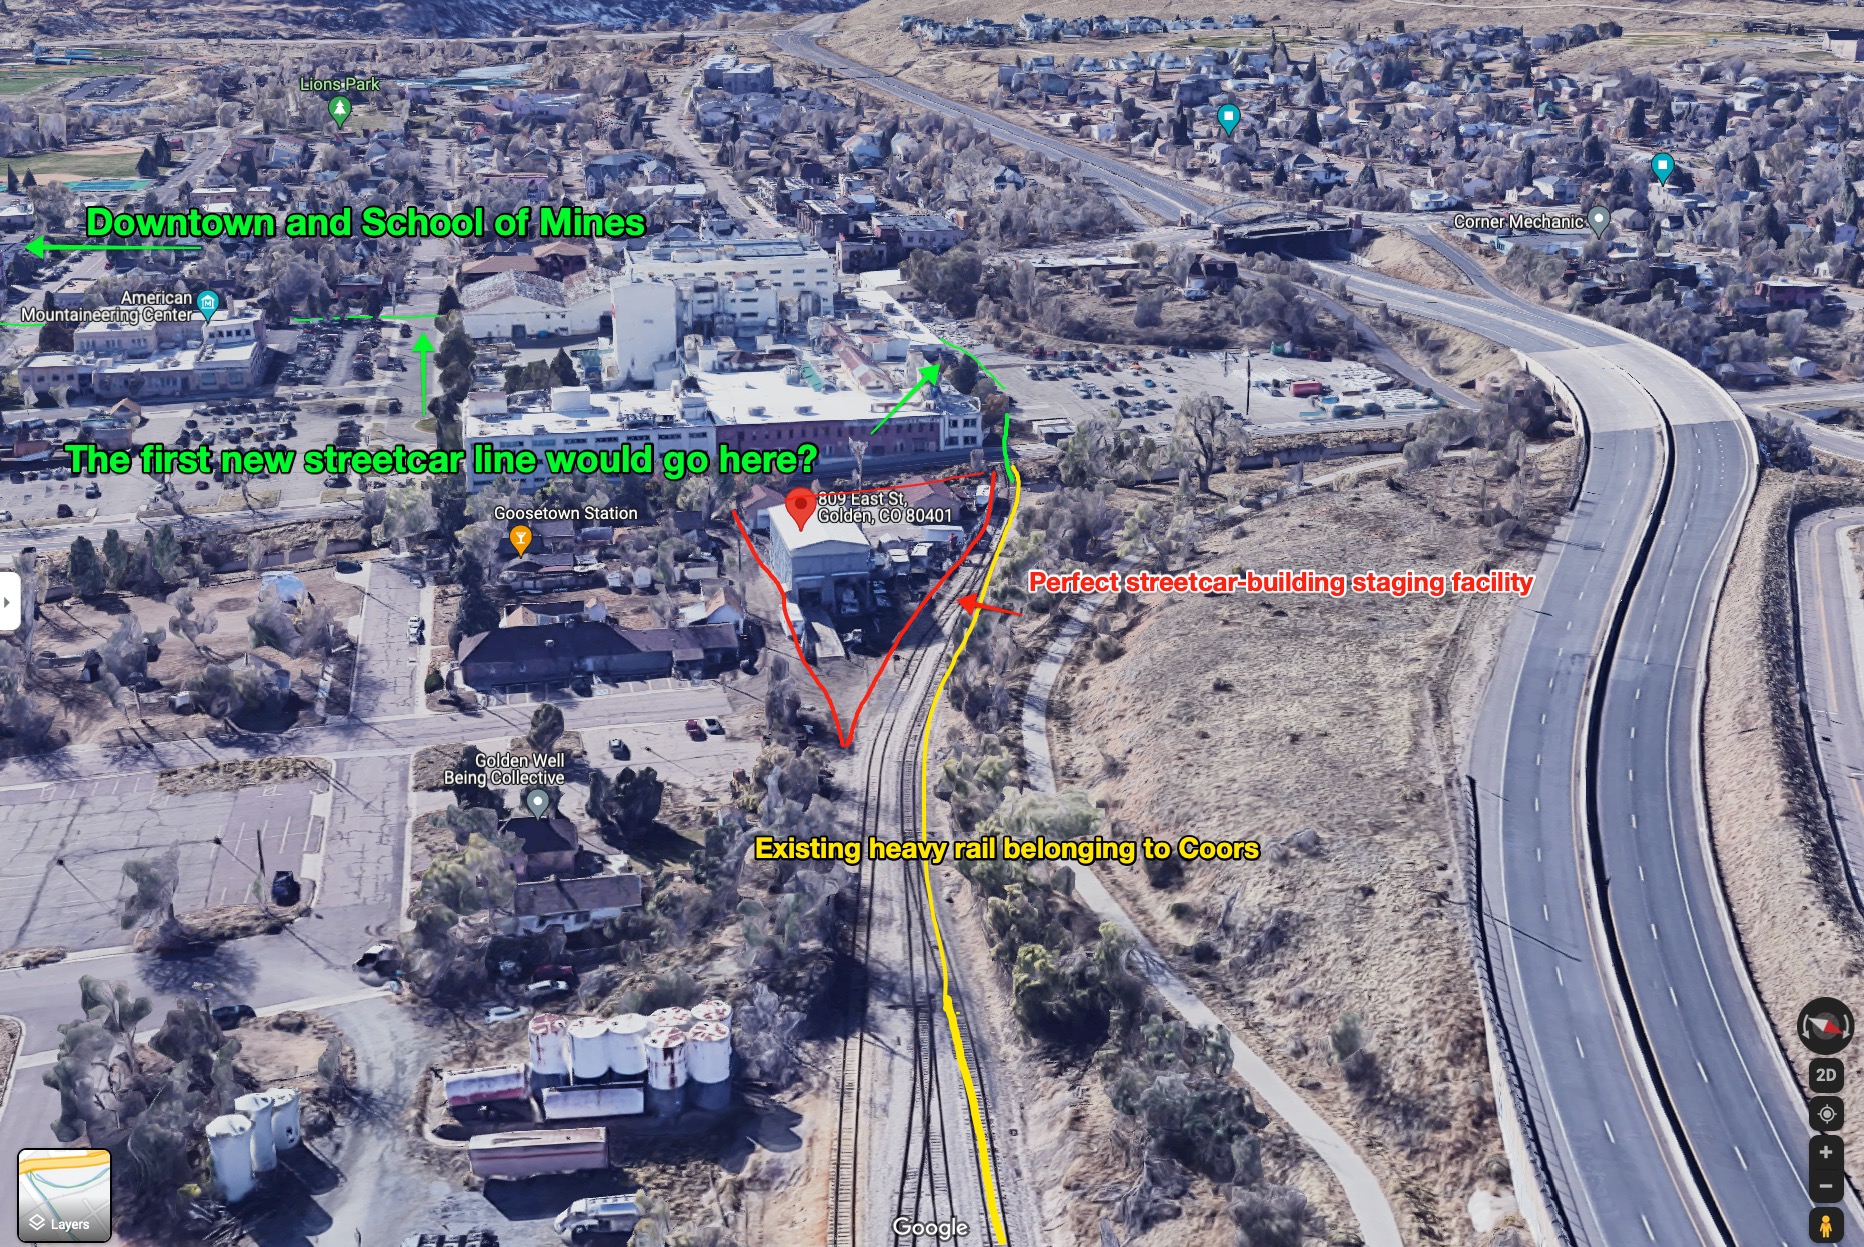 Lions Park
Downtown and School of Mines
Corner Mechanic
American
Mountaineering Center
The first new streetcar line would go here?
809 East St,
Golden, CO 80401
Goosetown Station
Perfect streetcar-building staging facility
Golden Well
Being Collective
Existing heavy rail belonging to Coors
2D
Layers
Google